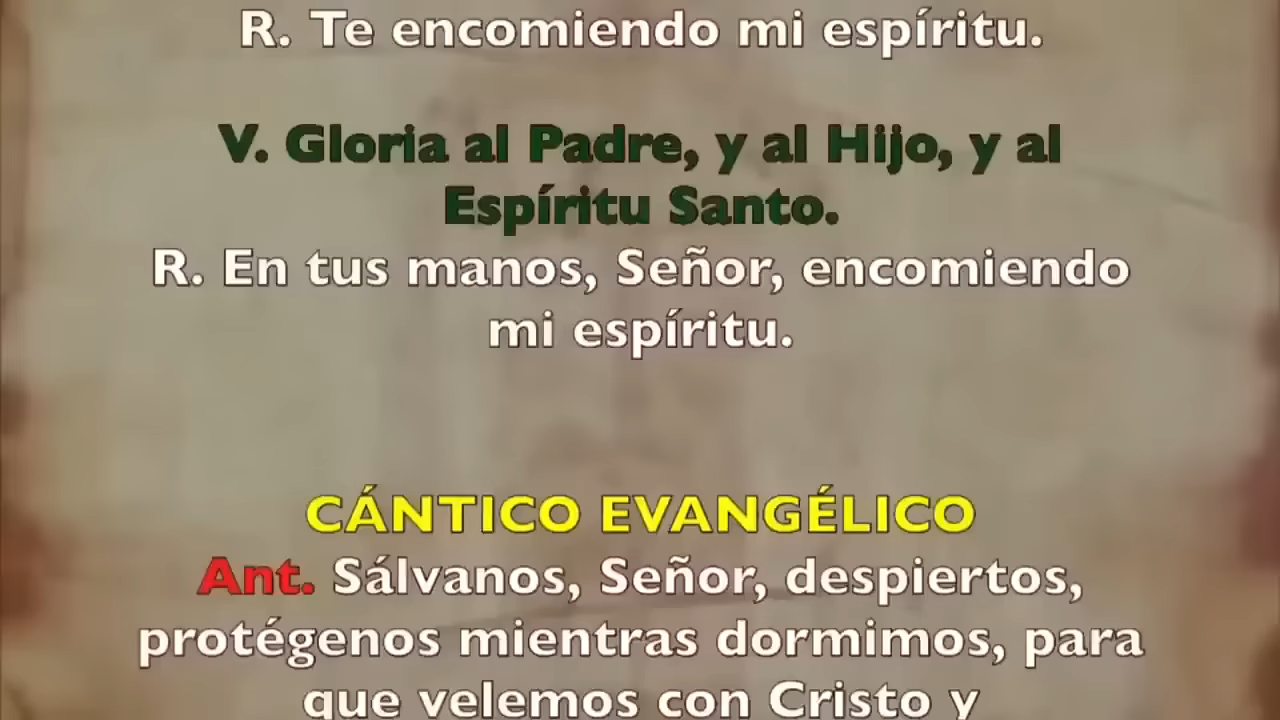 R. Te encomiendo mi espíritu.
V. Gloria al Padre, y al Hijo, y al
Espíritu Santo.
R. En tus manos, Señor, encomiendo
mi espíritu.
CÁNTICO EVANGÉLICO
Ant. Sálvanos, Señor, despiertos,
protégenos mientras dormimos, para
que velemos con Cristo y